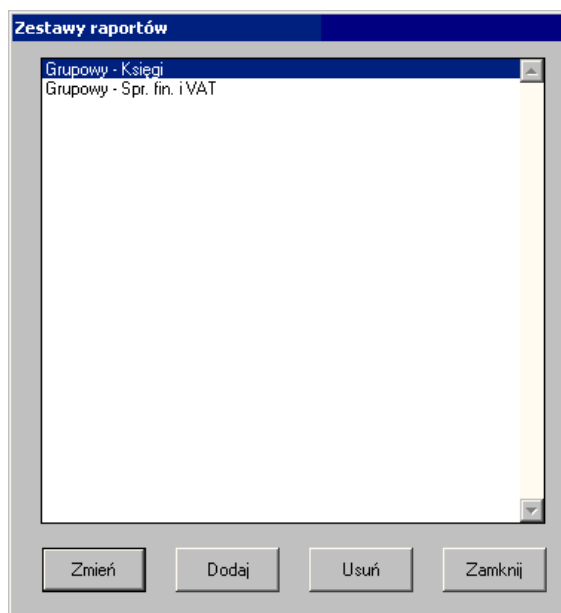 Zestawy raportów
Grupowy - Księgi
Grupowy - Spr. fin. i VAT
Zmień Dodaj Usuń Zamknij